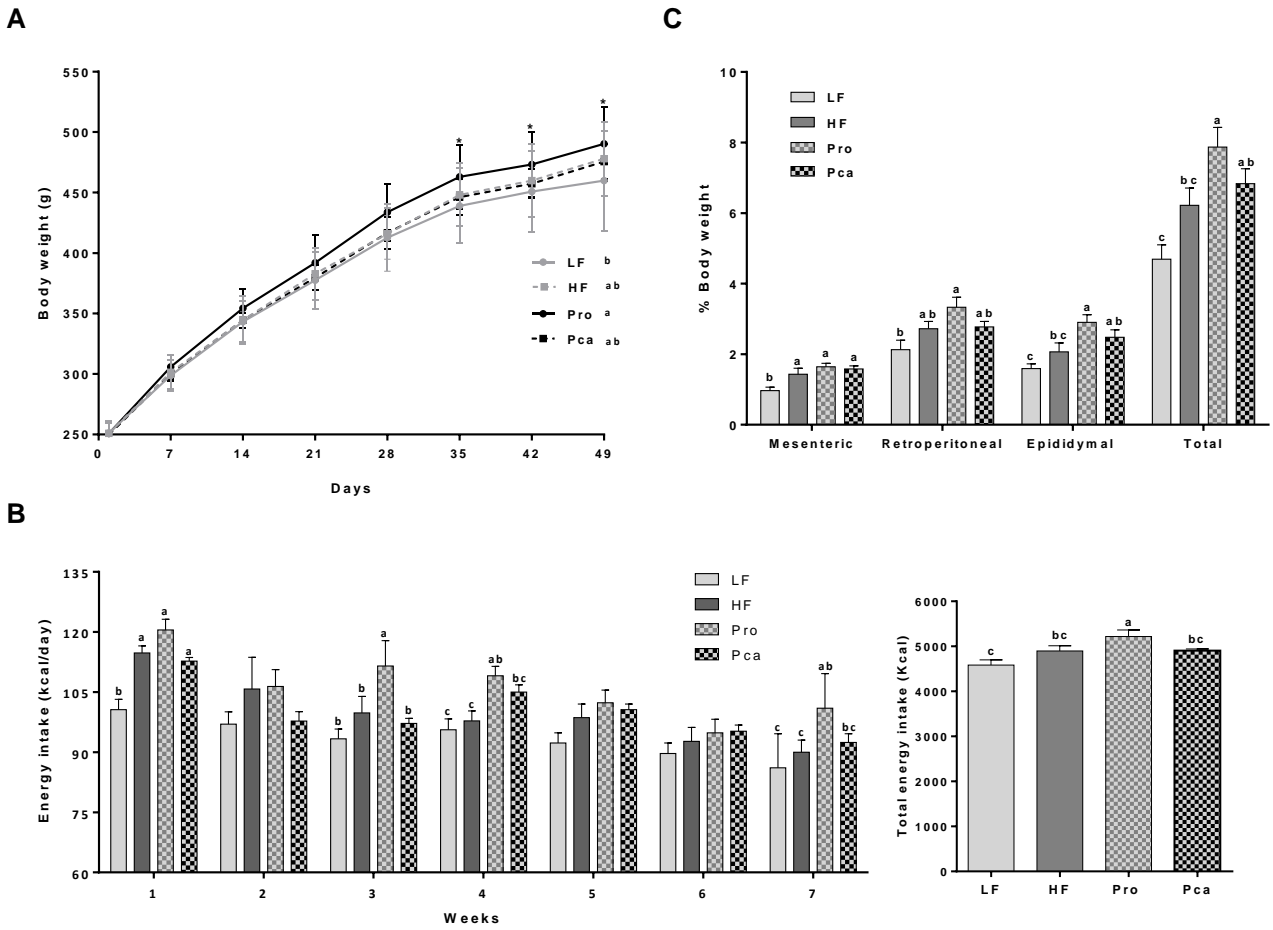 A
C
550
500
450
400
350
300
250
Body weight (g)
*
*
*
LF b
HF ab
Pro a
Pca ab
0 7 14 21 28 35 42 49
Days
10
8
6
4
2
0
% Body weight
LF
HF
Pro
Pca
b a a a
b ab a ab
c bc a ab
c bc a ab
Mesenteric Retroperitoneal Epididymal Total
B
135
120
105
90
75
60
Energy intake (kcal/day)
LF
HF
Pro
Pca
b a a a
b b a b
c c ab bc
c c ab bc
1 2 3 4 5 6 7
Weeks
6000
5000
4000
3000
2000
1000
0
Total energy intake (Kcal)
c bc a bc
LF HF Pro Pca